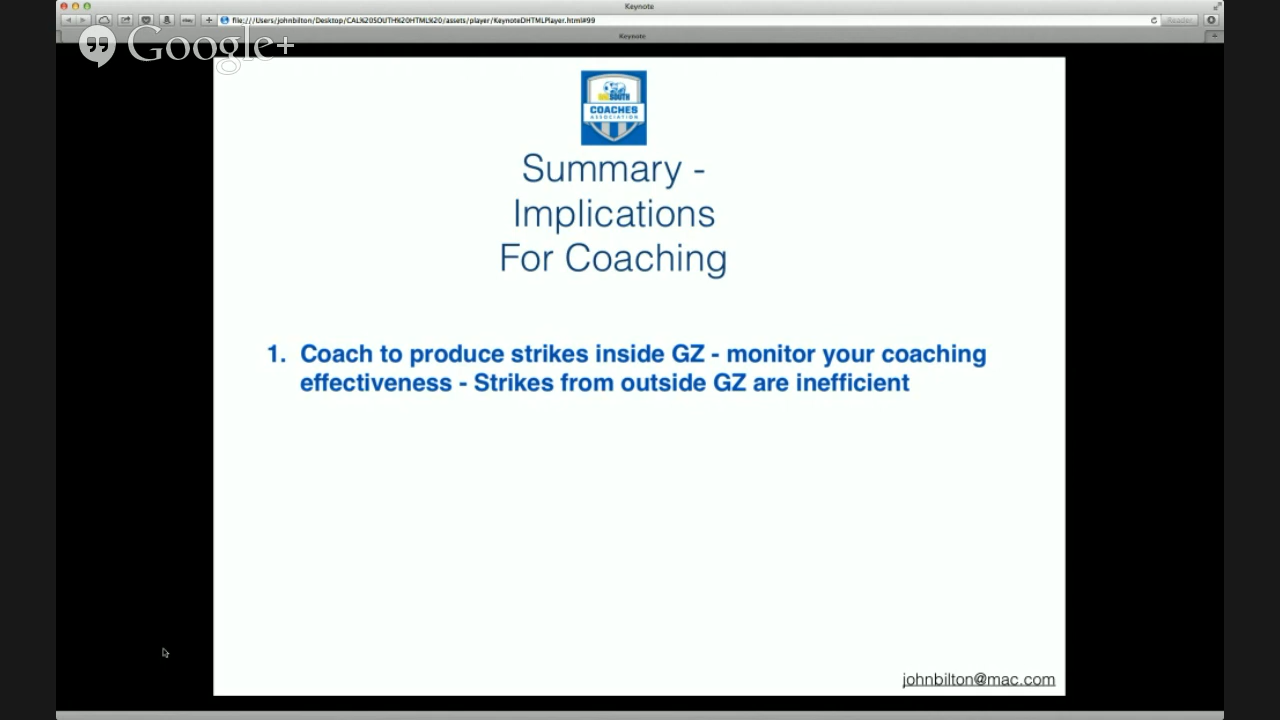 Keynote
file:///Users/johnbilton/Desktop/CAL%20SOUTH%20HTML%20/assets/player/KeynoteDHTMLPlayer.html#99
Reader
Keynote
Google+
SOUTH
COACHES
ASSOCIATION
Summary -
Implications
For Coaching
1. Coach to produce strikes inside GZ - monitor your coaching
effectiveness - Strikes from outside GZ are inefficient
johnbilton@mac.com